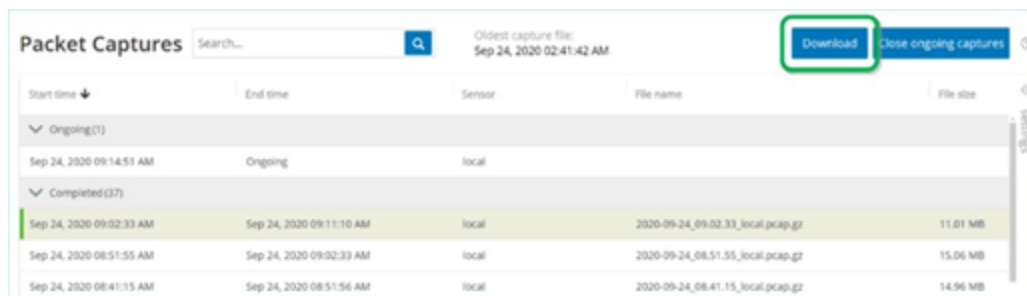 Packet Captures Search... Oldest capture file: Download Close ongoing captures
Sep 24, 2020 02:41:42 AM
Start time End time Sensor File name File size
Ongoing (1)
Sep 24, 2020 09:14:51 AM Ongoing local
Completed (37)
Sep 24, 2020 09:02:33 AM Sep 24, 2020 09:11:10 AM local 2020-09-24_09.02.33_local.pcap.gz 11.01 MB
Sep 24, 2020 08:51:55 AM Sep 24, 2020 09:02:33 AM local 2020-09-24_08.51.55_local.pcap.gz 15.06 MB
Sep 24, 2020 08:41:15 AM Sep 24, 2020 08:51:56 AM local 2020-09-24_08.41.15_local.pcap.gz 14.96 MB